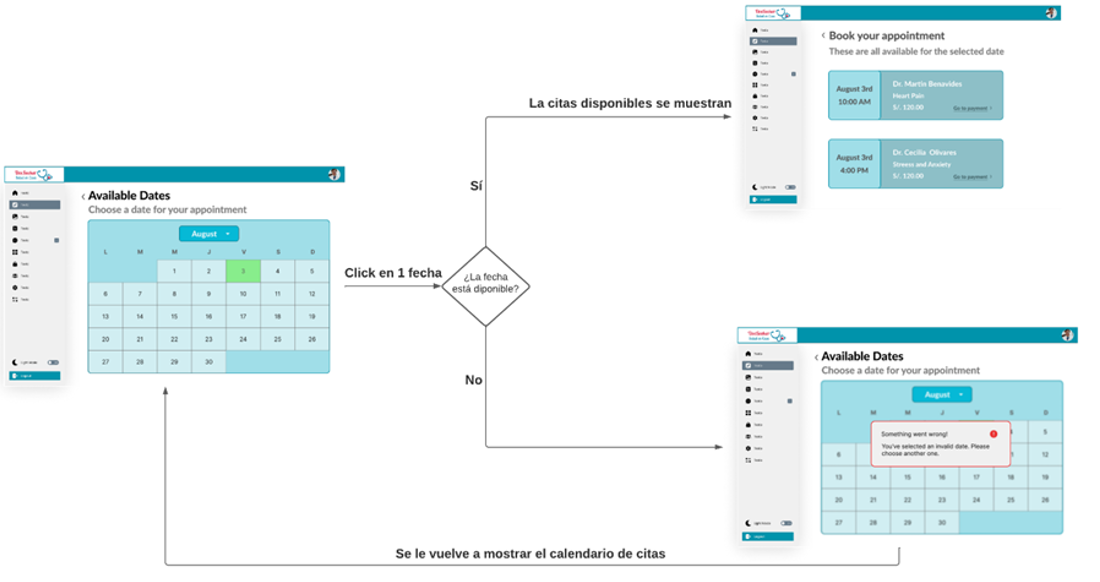 Available Dates
Choose a date for your appointment
August
L M M J V S D
1 2 3 4 5
6 7 8 9 10 11 12
13 14 15 16 17 18 19
20 21 22 23 24 25 26
27 28 29 30
Click en 1 fecha
¿La fecha
está diponible?
Sí
La citas disponibles se muestran
Book your appointment
These are all available for the selected date
August 3rd
10:00 AM
Dr. Martin Benavides
Heart Pain
S/. 120.00
Go to payment
August 3rd
4:00 PM
Dr. Cecilia Olivares
Streess and Anxiety
S/. 120.00
Go to payment
No
Available Dates
Choose a date for your appointment
August
L M M J V S D
4 5
Something went wrong!
You've selected an invalid date. Please
choose another one.
6 11 12
13 14 15 16 17 18 19
20 21 22 23 24 25 26
27 28 29 30
Se le vuelve a mostrar el calendario de citas